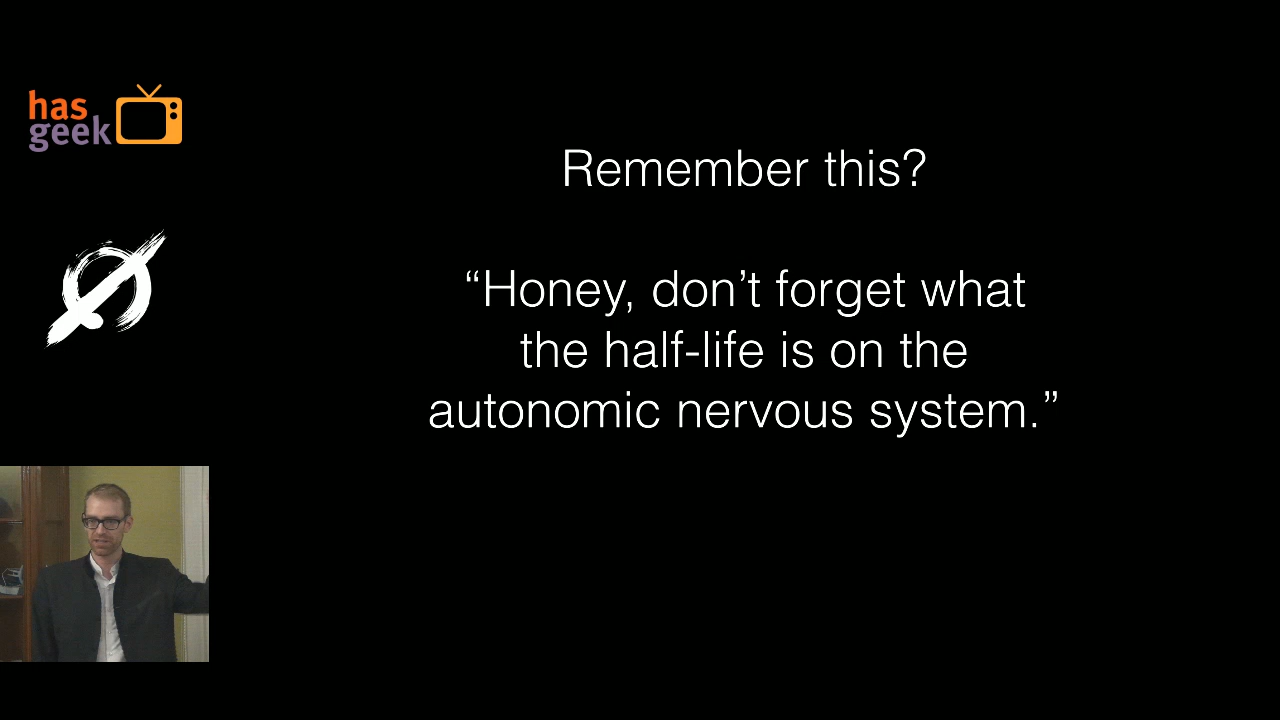 has
geek
Remember this?
“Honey, don’t forget what
the half-life is on the
autonomic nervous system.”